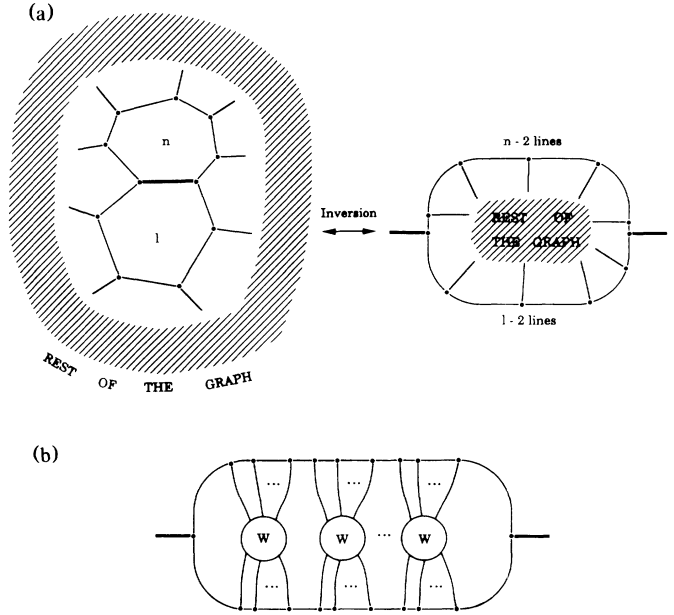 (a)
n
l
REST OF THE GRAPH
Inversion
n - 2 lines
REST OF
THE GRAPH
l - 2 lines
(b)
... ... ...
W W ... W
... ... ...